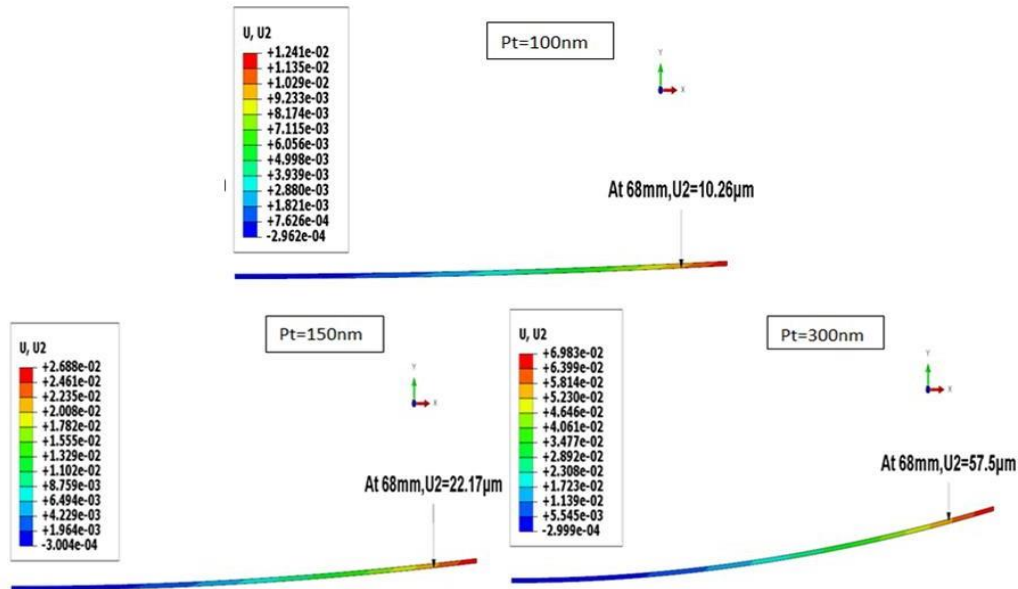 U, U2
+1.241e-02
+1.135e-02
+1.029e-02
+9.233e-03
+8.174e-03
+7.115e-03
+6.056e-03
+4.998e-03
+3.939e-03
+2.880e-03
+1.821e-03
+7.626e-04
-2.962e-04
Pt=100nm
Y
X
At 68mm,U2=10.26µm
U, U2
+2.688e-02
+2.461e-02
+2.235e-02
+2.008e-02
+1.782e-02
+1.555e-02
+1.329e-02
+1.102e-02
+8.759e-03
+6.494e-03
+4.229e-03
+1.964e-03
-3.004e-04
Pt=150nm
Y
X
At 68mm,U2=22.17µm
U, U2
+6.983e-02
+6.399e-02
+5.814e-02
+5.230e-02
+4.646e-02
+4.061e-02
+3.477e-02
+2.892e-02
+2.308e-02
+1.723e-02
+1.139e-02
+5.545e-03
-2.999e-04
Pt=300nm
Y
X
At 68mm,U2=57.5µm